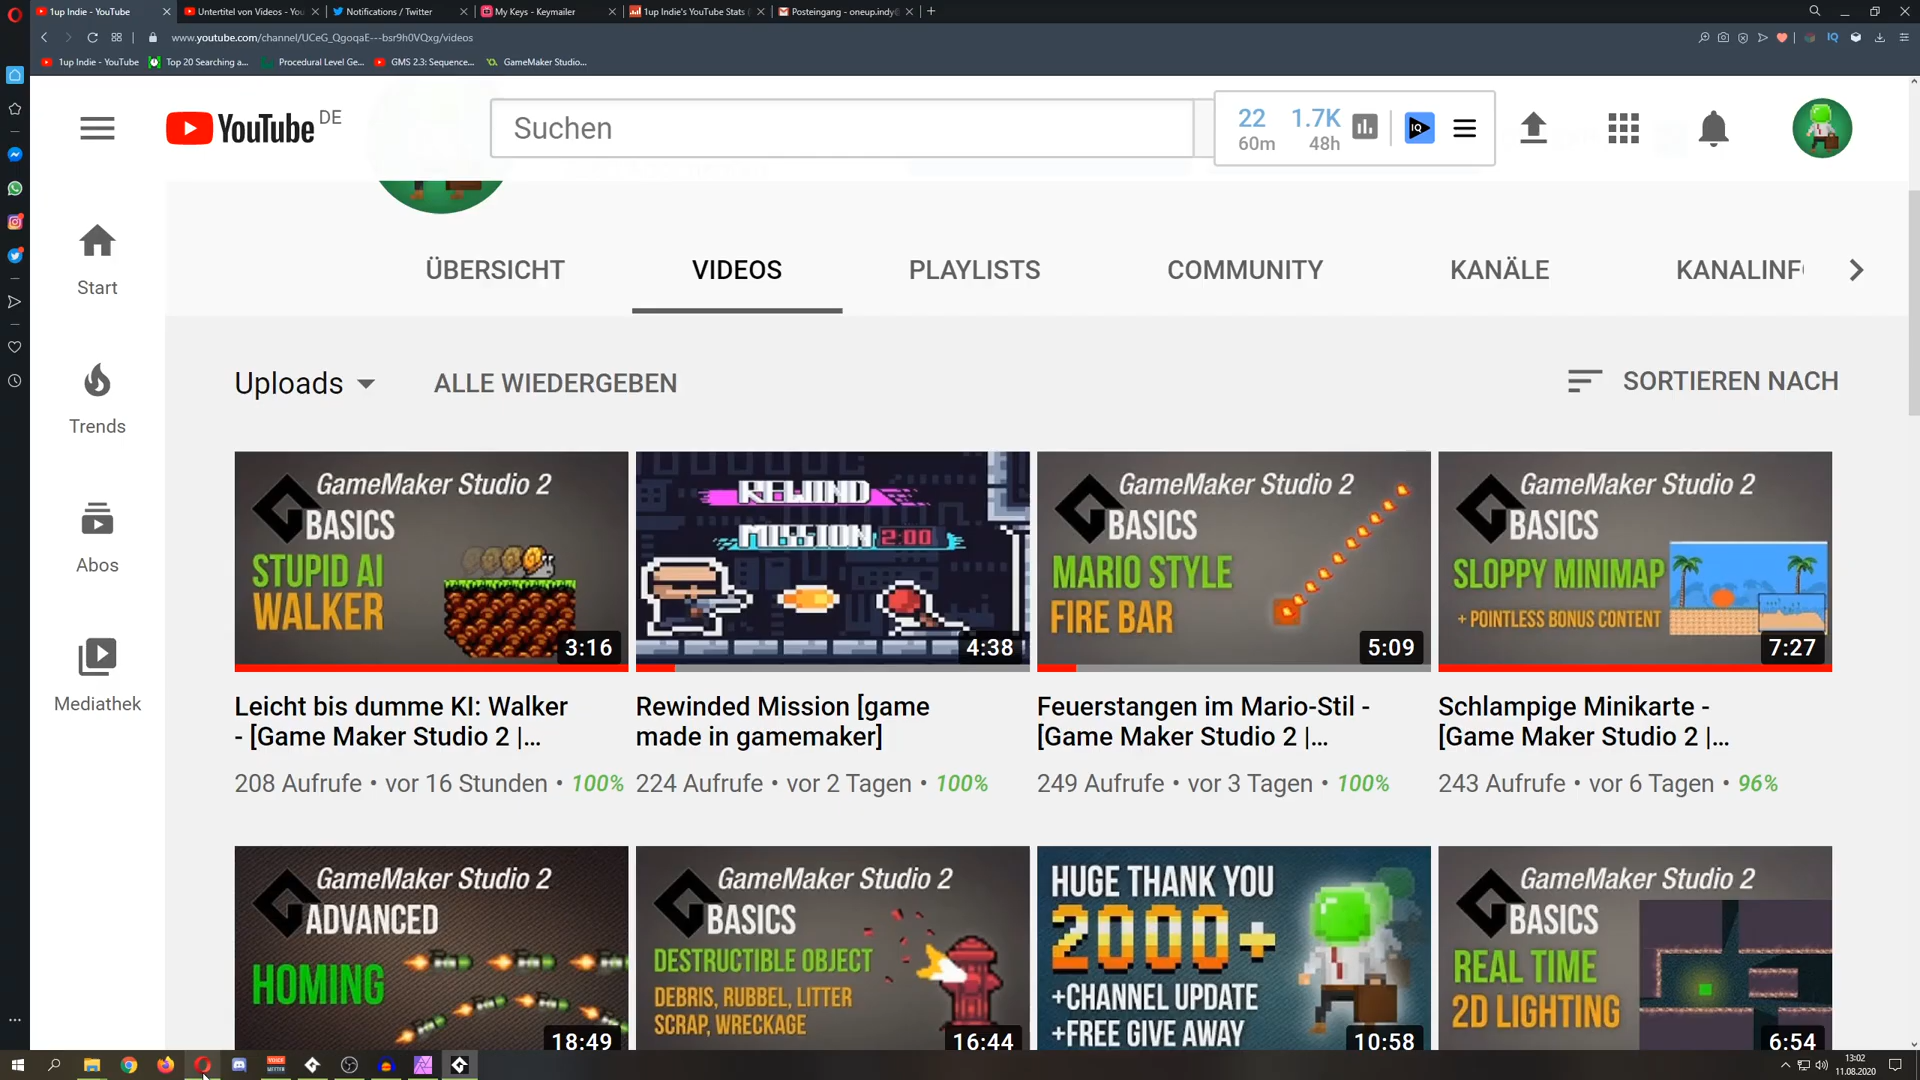 1up Indie - YouTube
Untertitel von Videos - You
Notifications / Twitter
My Keys - Keymailer
1up Indie's YouTube Stats (
Posteingang - oneup.indy@
www.youtube.com/channel/UCeG_QgoqaE---bsr9h0VQxg/videos
1up Indie - YouTube
Top 20 Searching a...
Procedural Level Ge...
GMS 2.3: Sequence...
GameMaker Studio...
YouTube DE
Suchen
22 1.7K
60m 48h
IQ
Start
Trends
Abos
Mediathek
ÜBERSICHT
VIDEOS
PLAYLISTS
COMMUNITY
KANÄLE
KANALINF
Uploads
ALLE WIEDERGEBEN
SORTIEREN NACH
GameMaker Studio 2
BASICS
STUPID AI
WALKER
3:16
Leicht bis dumme KI: Walker
- [Game Maker Studio 2 |...
208 Aufrufe • vor 16 Stunden • 100%
REWIND
MISSION 2:00
4:38
Rewinded Mission [game
made in gamemaker]
224 Aufrufe • vor 2 Tagen • 100%
GameMaker Studio 2
BASICS
MARIO STYLE
FIRE BAR
5:09
Feuerstangen im Mario-Stil -
[Game Maker Studio 2 |...
249 Aufrufe • vor 3 Tagen • 100%
GameMaker Studio 2
BASICS
SLOPPY MINIMAP
+ POINTLESS BONUS CONTENT
7:27
Schlampige Minikarte -
[Game Maker Studio 2 |...
243 Aufrufe • vor 6 Tagen • 96%
GameMaker Studio 2
ADVANCED
HOMING
18:49
GameMaker Studio 2
BASICS
DESTRUCTIBLE OBJECT
DEBRIS, RUBBEL, LITTER
SCRAP, WRECKAGE
16:44
HUGE THANK YOU
2000+
+CHANNEL UPDATE
+FREE GIVE AWAY
10:58
GameMaker Studio 2
BASICS
REAL TIME
2D LIGHTING
6:54
13:02
11.08.2020